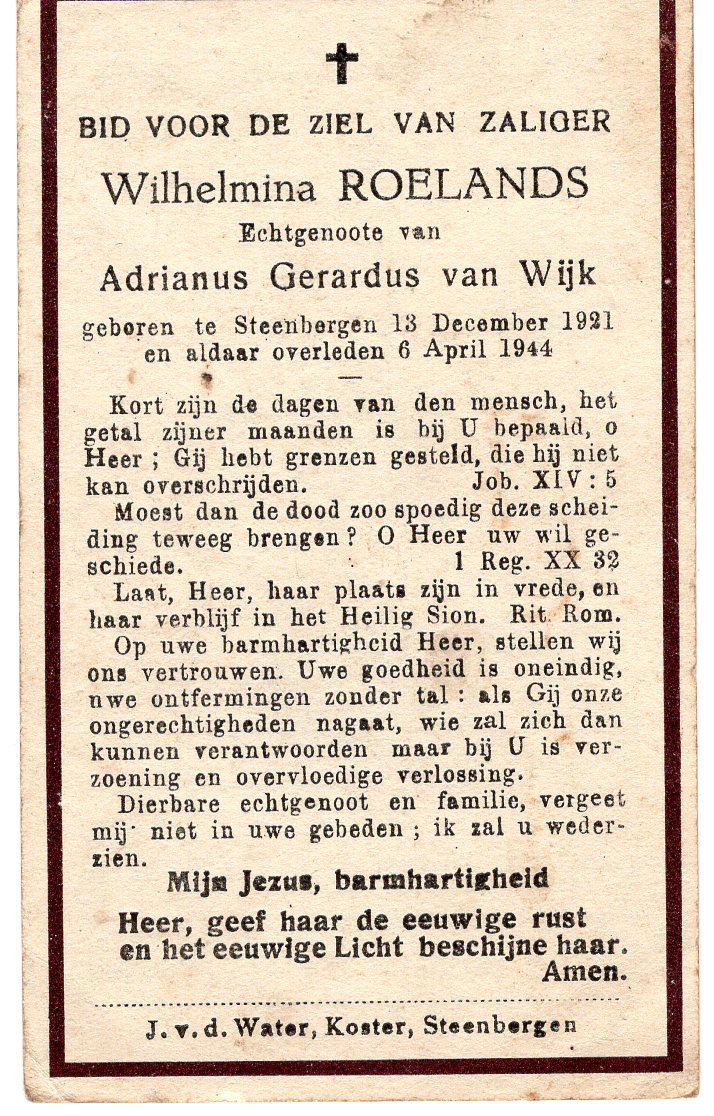 BID VOOR DE ZIEL VAN ZALIGER
Wilhelmina ROELANDS
Echtgenoote van
Adrianus Gerardus van Wijk
geboren te Steenbergen 13 December 1921
en aldaar overleden 6 April 1944
Kort zijn de dagen van den mensch, het
getal zijner maanden is bij U bepaald, o
Heer ; Gij hebt grenzen gesteld, die hij niet
kan overschrijden. Job. XIV : 5
Moest dan de dood zoo spoedig deze schei-
ding teweeg brengen? O Heer uw wil ge-
schiede. 1 Reg. XX 32
Laat, Heer, haar plaats zijn in vrede, en
haar verblijf in het Heilig Sion. Rit. Rom.
Op uwe barmhartigheid Heer, stellen wij
ons vertrouwen. Uwe goedheid is oneindig,
uwe ontfermingen zonder tal : als Gij onze
ongerechtigheden nagaat, wie zal zich dan
kunnen verantwoorden maar bij U is ver-
zoening en overvloedige verlossing.
Dierbare echtgenoot en familie, vergeet
mij niet in uwe gebeden ; ik zal u weder-
zien.
Mijn Jezus, barmhartigheid
Heer, geef haar de eeuwige rust
en het eeuwige Licht beschijne haar.
Amen.
J. v. d. Water, Koster, Steenbergen